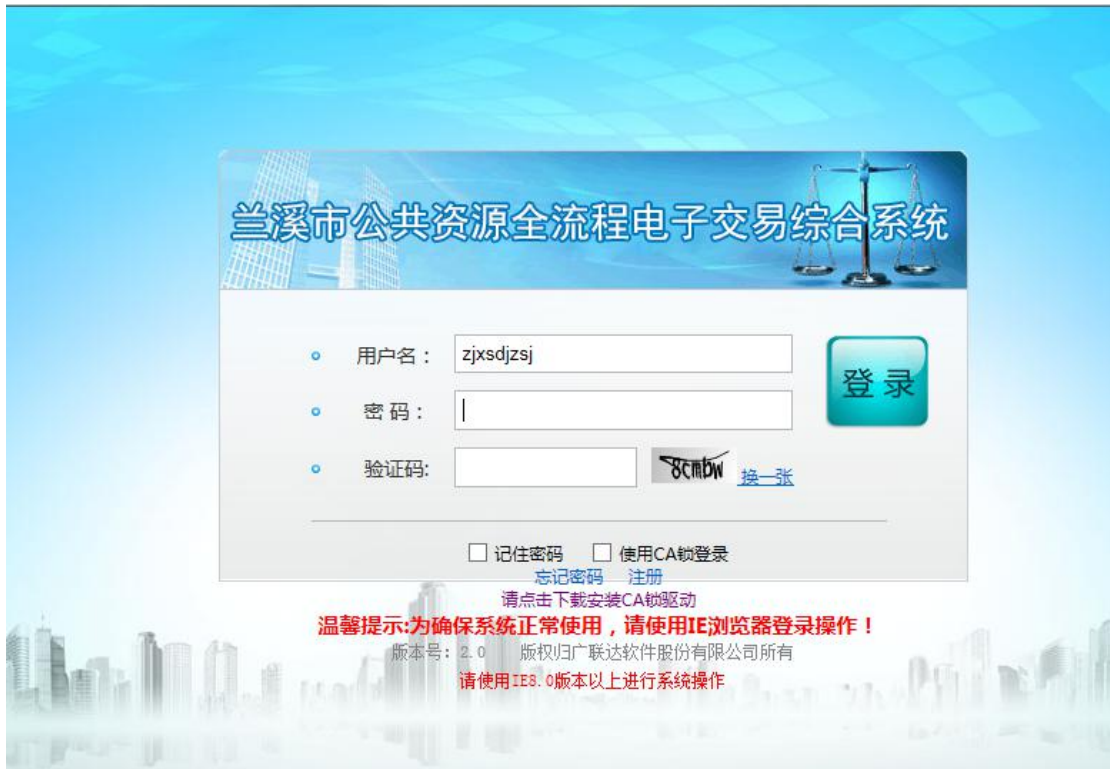 兰溪市公共资源全流程电子交易综合系统
用户名： zjxsdjzsj 登 录
密 码：
验证码: 8cmbw 换一张
记住密码 使用CA锁登录
忘记密码 注册
请点击下载安装CA锁驱动
温馨提示:为确保系统正常使用，请使用IE浏览器登录操作！
版本号：2.0 版权归广联达软件股份有限公司所有
请使用IE8.0版本以上进行系统操作